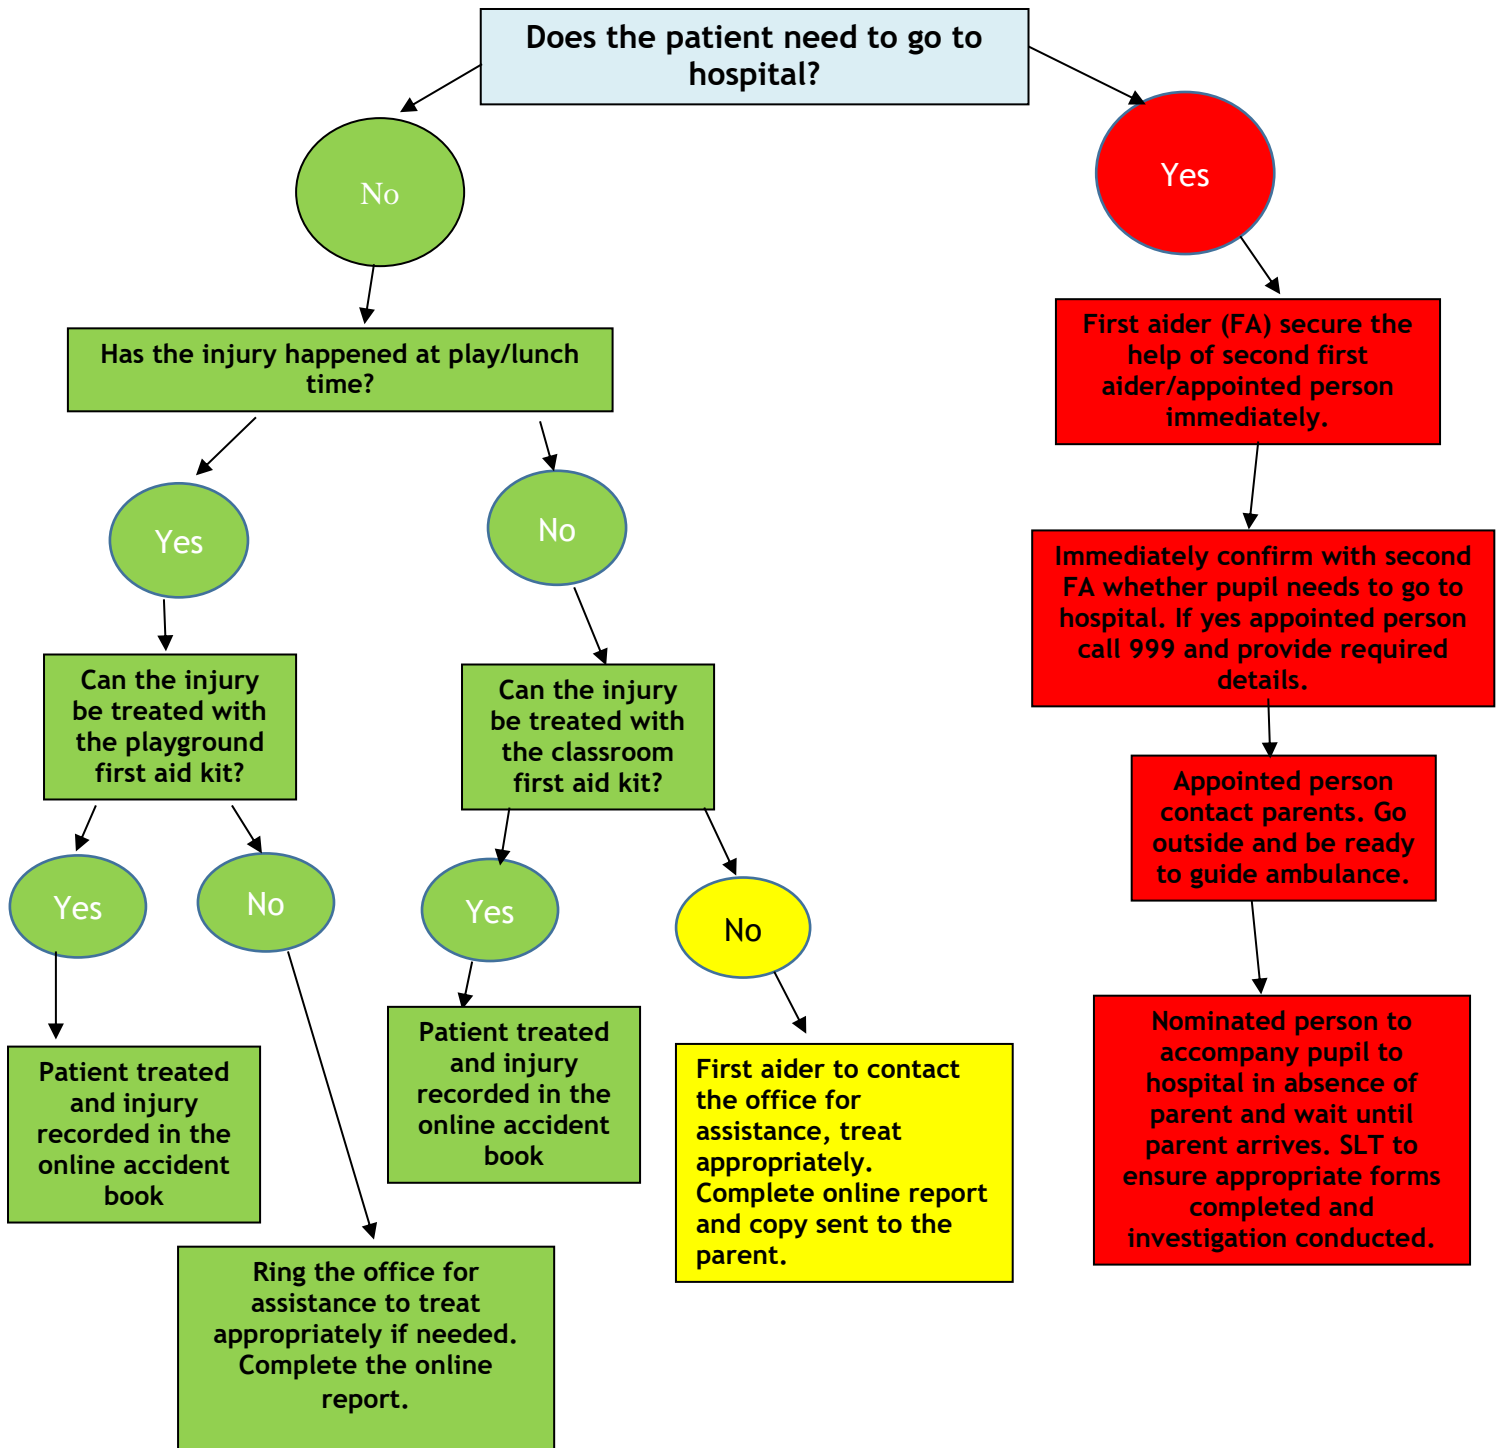 Does the patient need to go to
hospital?
No
Yes
Has the injury happened at play/lunch
time?
Yes
No
Can the injury
be treated with
the playground
first aid kit?
Can the injury
be treated with
the classroom
first aid kit?
Yes
No
Yes
No
Patient treated
and injury
recorded in the
online accident
book
Ring the office for
assistance to treat
appropriately if needed.
Complete the online
report.
Patient treated
and injury
recorded in the
online accident
book
First aider to contact
the office for
assistance, treat
appropriately.
Complete online report
and copy sent to the
parent.
First aider (FA) secure the
help of second first
aider/appointed person
immediately.
Immediately confirm with second
FA whether pupil needs to go to
hospital. If yes appointed person
call 999 and provide required
details.
Appointed person
contact parents. Go
outside and be ready
to guide ambulance.
Nominated person to
accompany pupil to
hospital in absence of
parent and wait until
parent arrives. SLT to
ensure appropriate forms
completed and
investigation conducted.